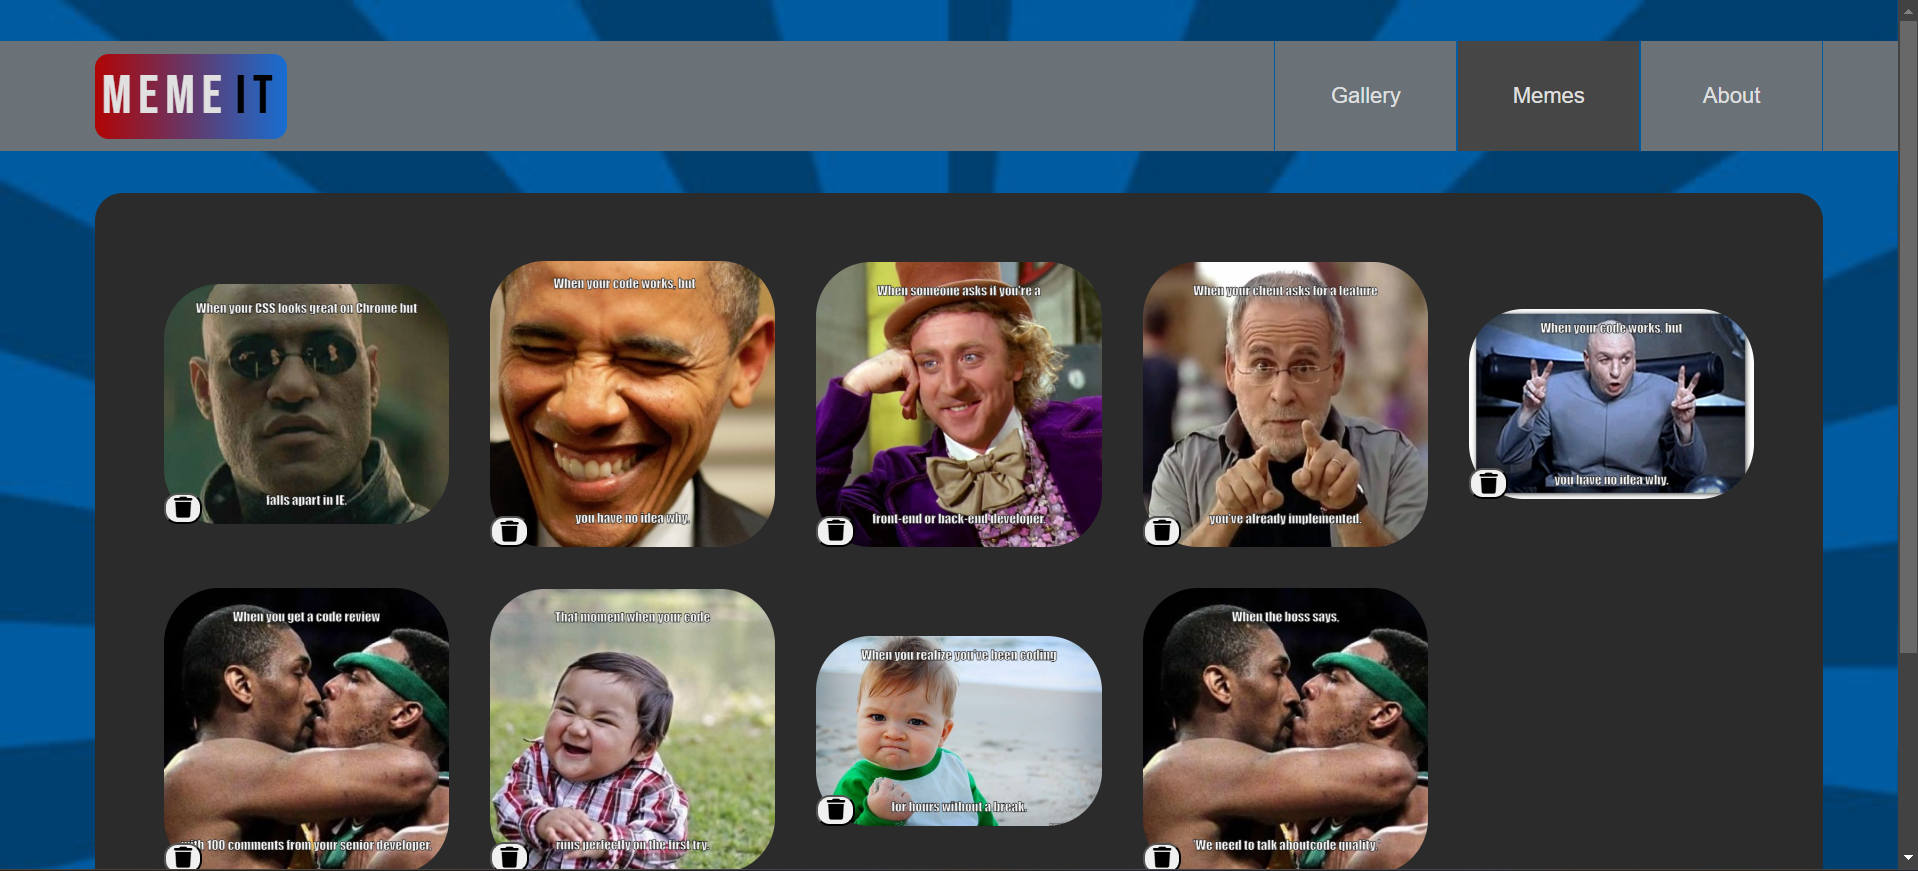 MEME IT
Gallery
Memes
About
When your CSS looks great on Chrome but
falls apart in IE.
When your code works, but
you have no idea why.
When someone asks if you're a
front-end or back-end developer.
When your client asks for a feature
you've already implemented.
When your code works, but
you have no idea why.
When you get a code review
with 100 comments from your senior developer.
That moment when your code
runs perfectly on the first try.
When you realize you've been coding
for hours without a break.
When the boss says,
'We need to talk aboutcode quality.'